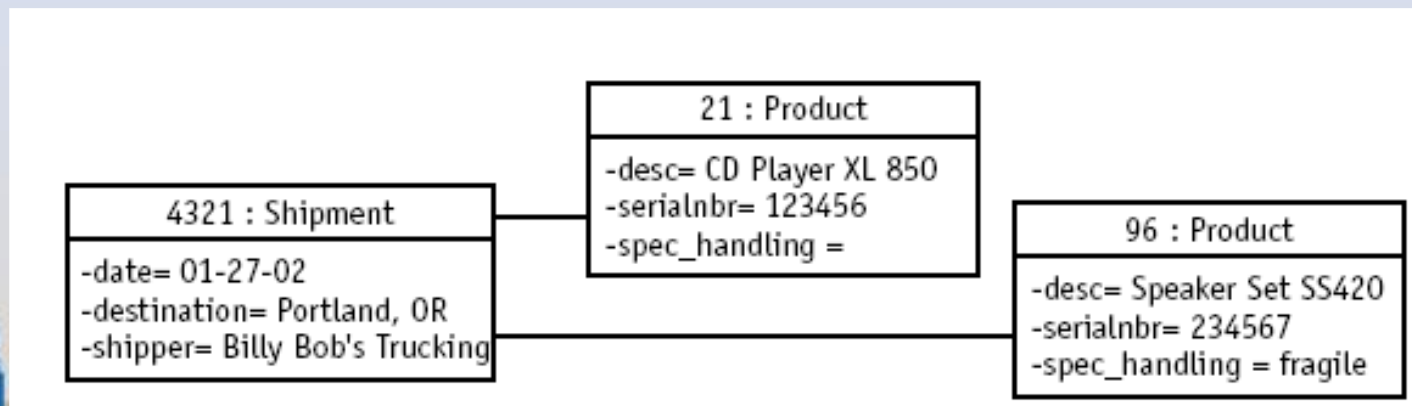 21 : Product
-desc= CD Player XL 850
-serialnbr= 123456
-spec_handling =
4321 : Shipment
-date= 01-27-02
-destination= Portland, OR
-shipper= Billy Bob's Trucking
96 : Product
-desc= Speaker Set SS420
-serialnbr= 234567
-spec_handling = fragile